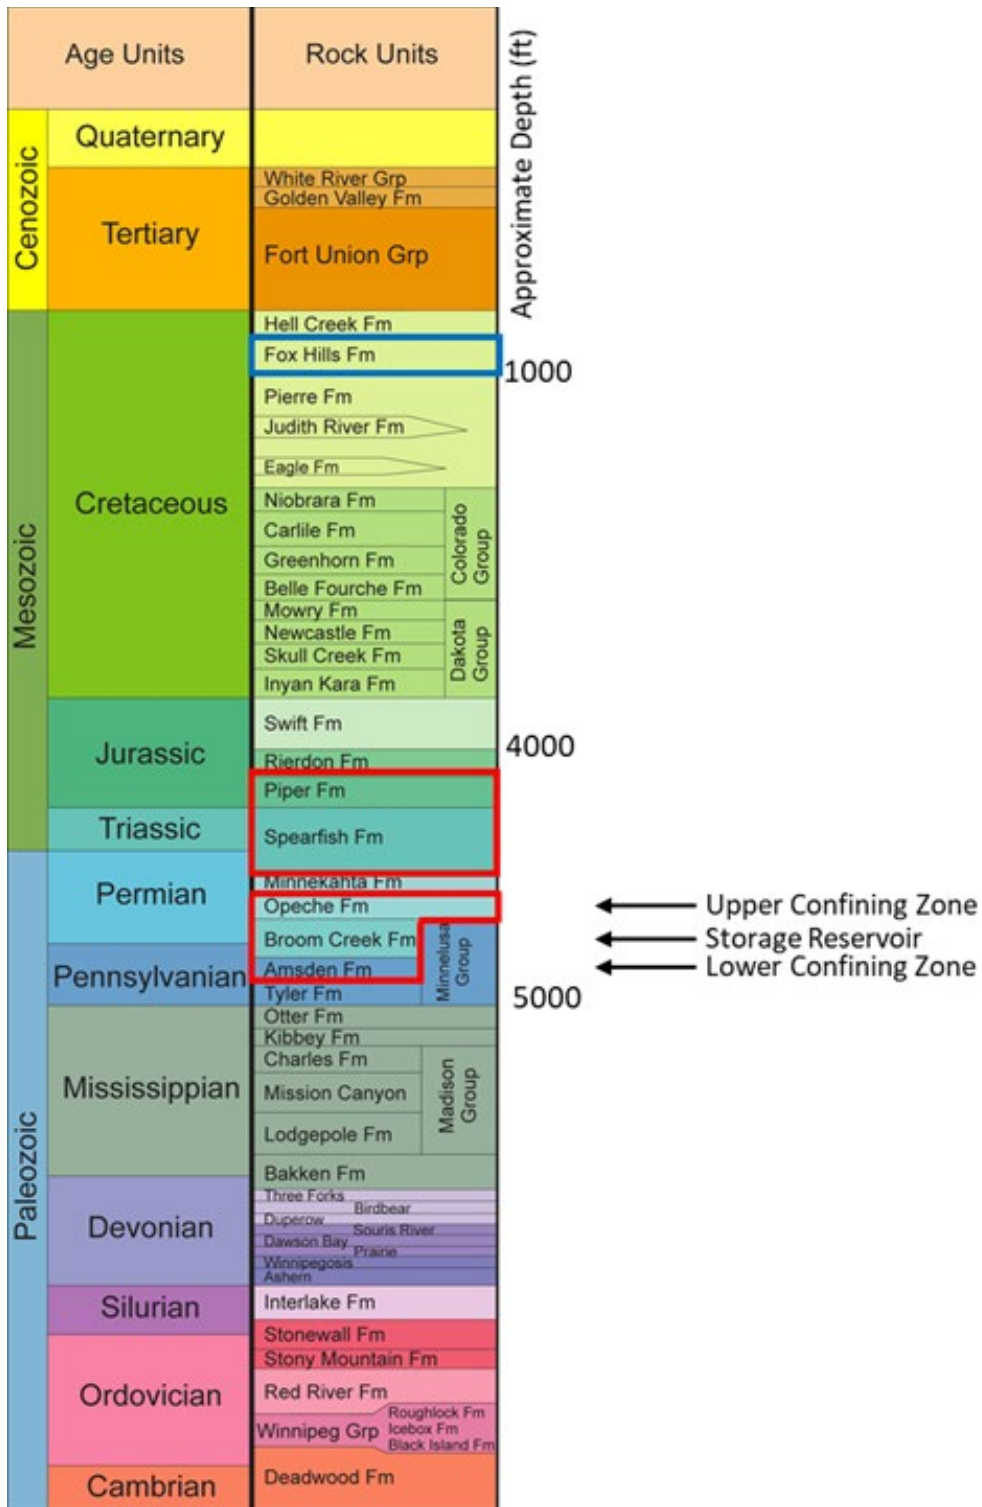 Age Units
Rock Units
Approximate Depth (ft)
Cenozoic
Quaternary
Tertiary
White River Grp
Golden Valley Fm
Fort Union Grp
Mesozoic
Cretaceous
Hell Creek Fm
Fox Hills Fm
1000
Pierre Fm
Judith River Fm
Eagle Fm
Niobrara Fm
Carlile Fm
Greenhorn Fm
Belle Fourche Fm
Colorado
Group
Mowry Fm
Newcastle Fm
Skull Creek Fm
Inyan Kara Fm
Dakota
Group
Jurassic
Swift Fm
4000
Rierdon Fm
Piper Fm
Triassic
Spearfish Fm
Paleozoic
Permian
Minnekahta Fm
Opeche Fm
Upper Confining Zone
Broom Creek Fm
Storage Reservoir
Pennsylvanian
Amsden Fm
Lower Confining Zone
Tyler Fm
Minnelusa
Group
5000
Mississippian
Otter Fm
Kibbey Fm
Charles Fm
Mission Canyon
Lodgepole Fm
Madison
Group
Bakken Fm
Devonian
Three Forks
Birdbear
Duperow
Souris River
Dawson Bay
Prairie
Winnipegosis
Ashern
Silurian
Interlake Fm
Ordovician
Stonewall Fm
Stony Mountain Fm
Red River Fm
Winnipeg Grp
Roughlock Fm
Icebox Fm
Black Island Fm
Cambrian
Deadwood Fm